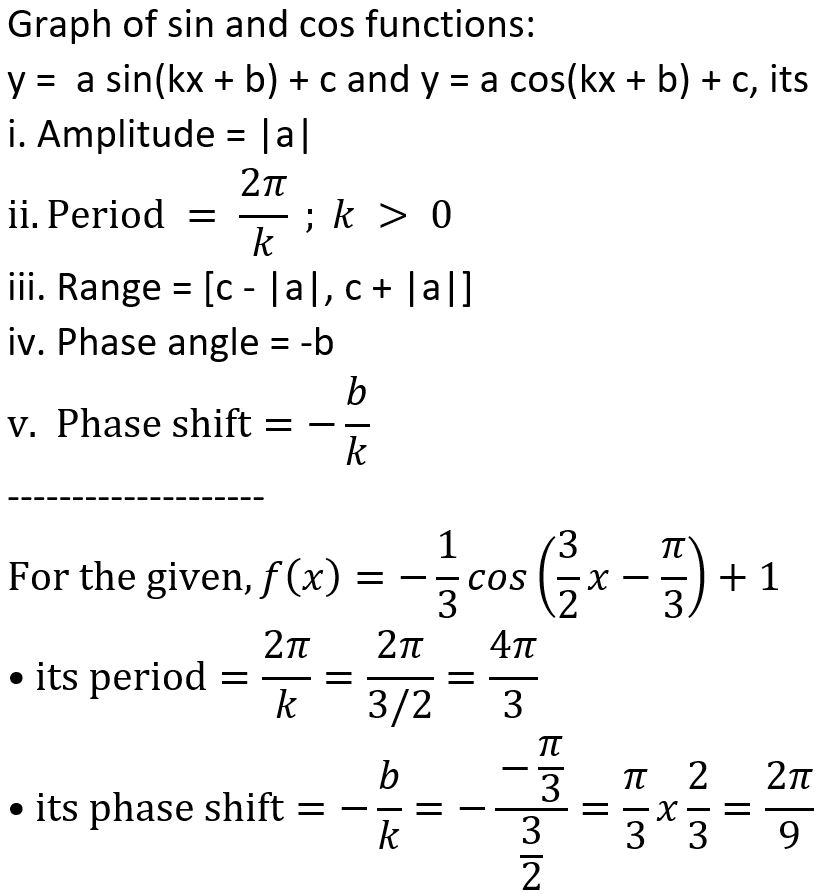 Graph of sin and cos functions:
y = a sin(kx + b) + c and y = a cos(kx + b) + c, its
i. Amplitude = |a|
ii. Period = 2π/k ; k > 0
iii. Range = [c - |a|, c + |a|]
iv. Phase angle = -b
v. Phase shift = −b/k
--------------------
For the given, f(x) = −1/3 cos(3/2 x − π/3) + 1
• its period = 2π/k = 2π/3/2 = 4π/3
• its phase shift = −b/k = −(−π/3)/(3/2) = π/3 x 2/3 = 2π/9